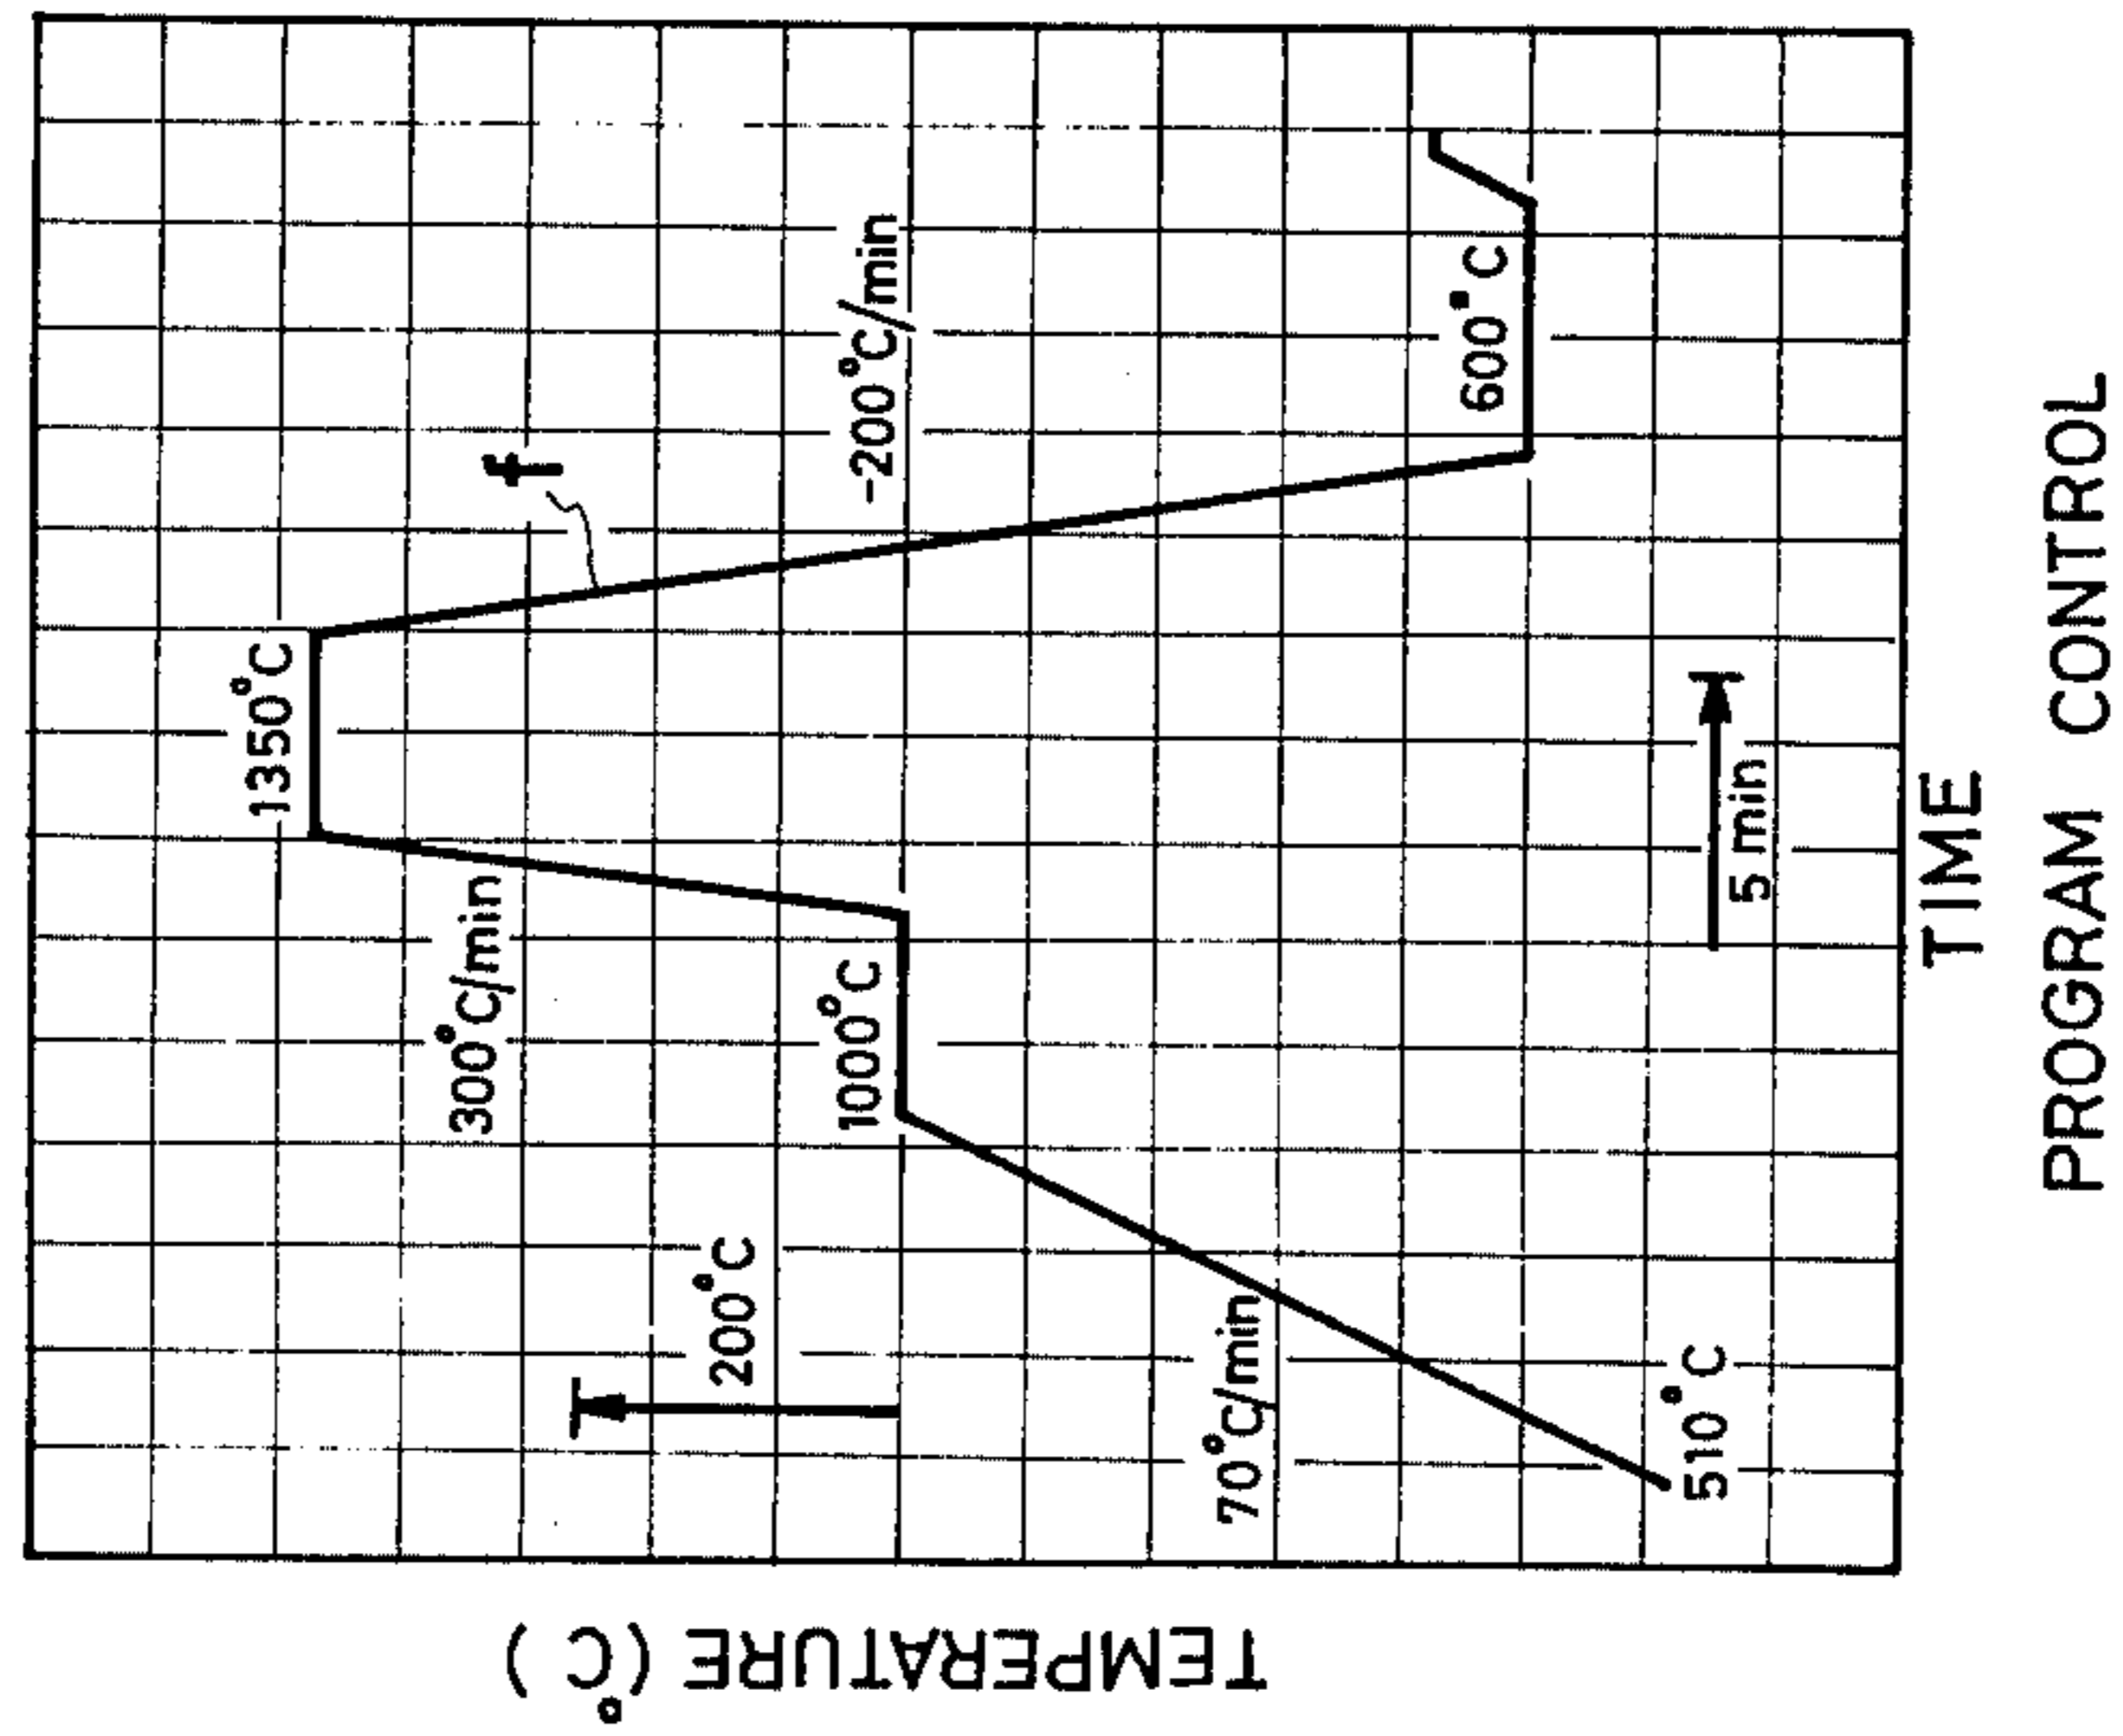 1350°C
f
300°C/min
-200°C/min
1000°C
200°C
70°C/min
600°C
510°C
5 min
TEMPERATURE (°C)
TIME
PROGRAM CONTROL